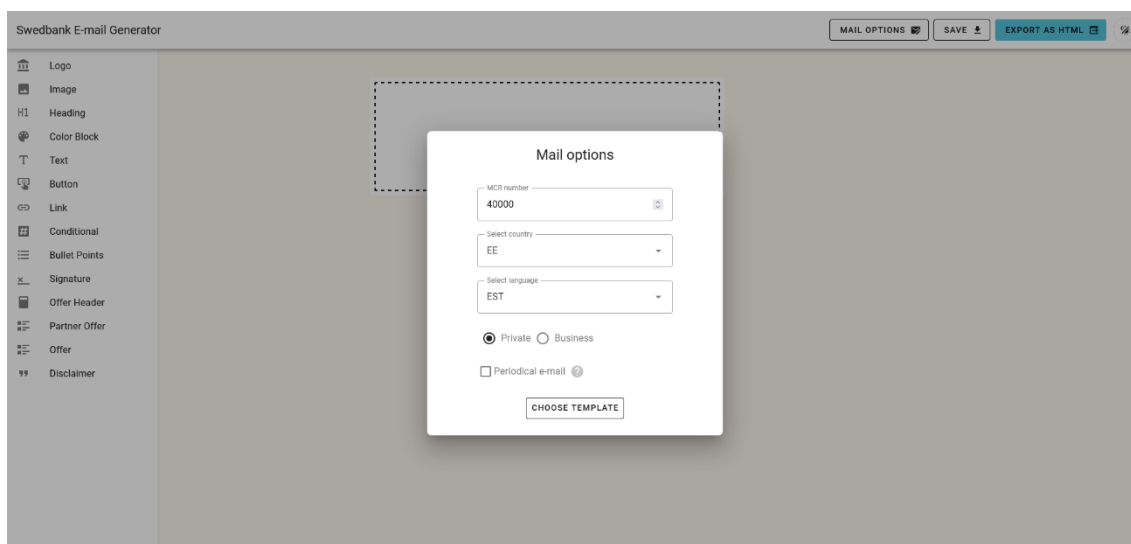 Swedbank E-mail Generator
MAIL OPTIONS
SAVE
EXPORT AS HTML
Logo
Image
H1 Heading
Color Block
T Text
Button
Link
Conditional
Bullet Points
Signature
Offer Header
Partner Offer
Offer
Disclaimer
Mail options
MCR number
40000
Select country
EE
Select language
EST
Private Business
Periodical e-mail ?
CHOOSE TEMPLATE